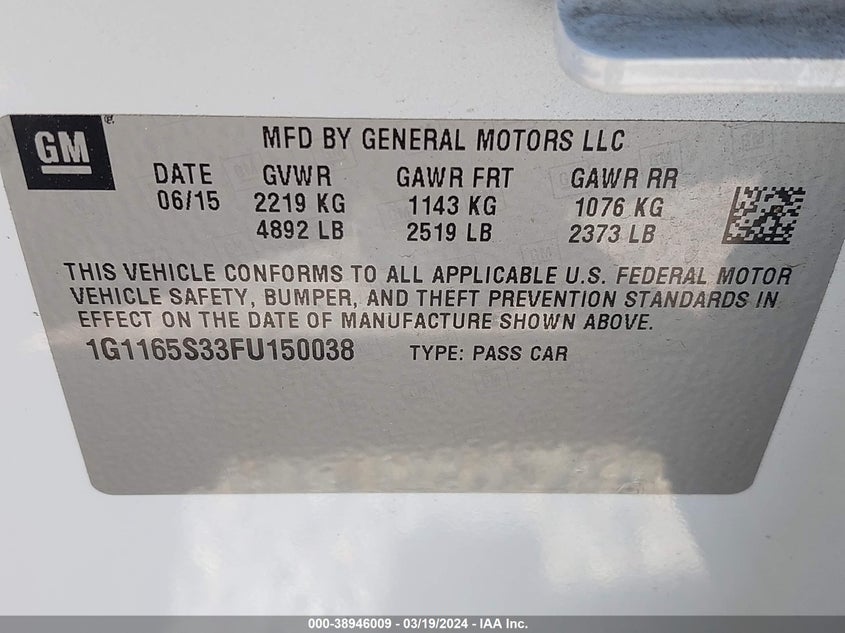 GM
MFD BY GENERAL MOTORS LLC
DATE GVWR GAWR FRT GAWR RR
06/15 2219 KG 1143 KG 1076 KG
4892 LB 2519 LB 2373 LB
THIS VEHICLE CONFORMS TO ALL APPLICABLE U.S. FEDERAL MOTOR
VEHICLE SAFETY, BUMPER, AND THEFT PREVENTION STANDARDS IN
EFFECT ON THE DATE OF MANUFACTURE SHOWN ABOVE.
1G1165S33FU150038 TYPE: PASS CAR
000-38946009 - 03/19/2024 - IAA Inc.